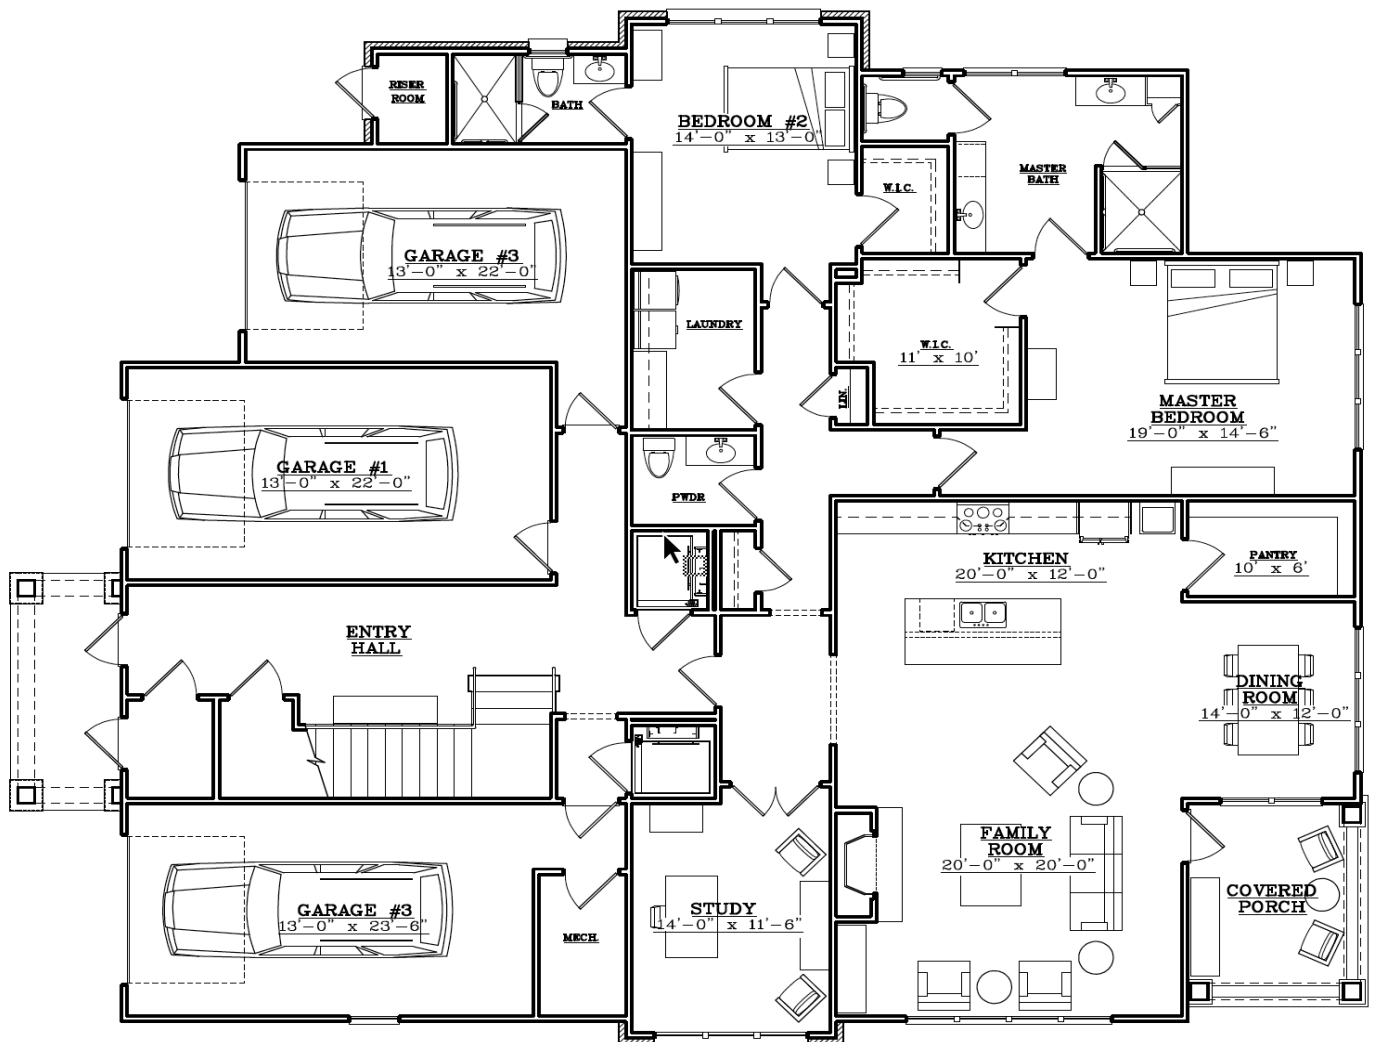 RISER
ROOM
BATH
BEDROOM #2
14'-0" x 13'-0"
W.I.C.
MASTER
BATH
GARAGE #3
13'-0" x 22'-0"
LAUNDRY
W.I.C.
11' x 10'
LIN.
MASTER
BEDROOM
19'-0" x 14'-6"
GARAGE #1
13'-0" x 22'-0"
PWDR
KITCHEN
20'-0" x 12'-0"
PANTRY
10' x 6'
ENTRY
HALL
DINING
ROOM
14'-0" x 12'-0"
FAMILY
ROOM
20'-0" x 20'-0"
COVERED
PORCH
GARAGE #3
13'-0" x 23'-6"
MECH.
STUDY
14'-0" x 11'-6"